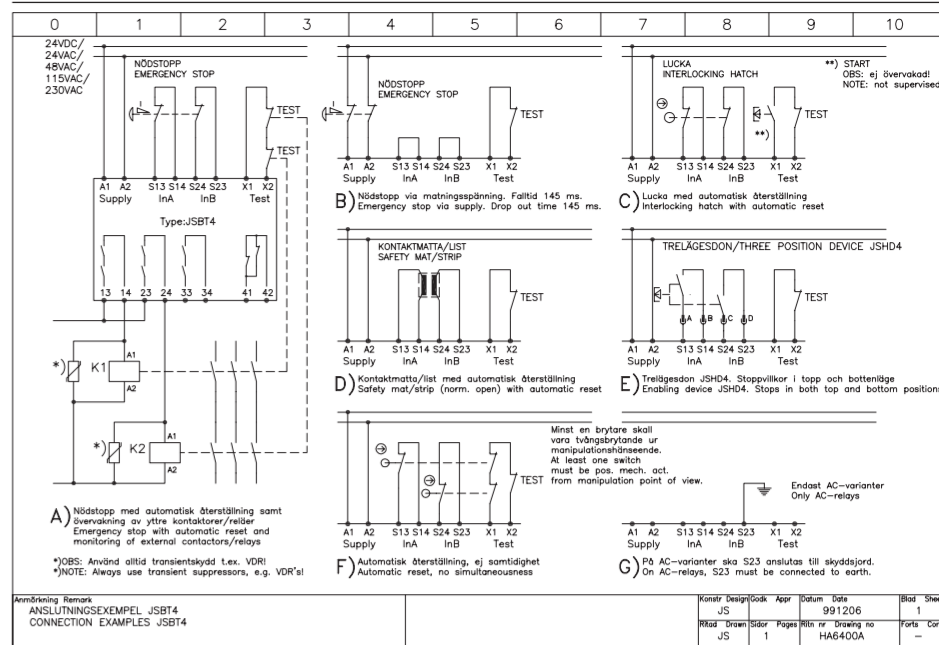 0 1 2 3 4 5 6 7 8 9 10
24VDC/
24VAC/
48VAC/
115VAC/
230VAC
NÖDSTOPP
EMERGENCY STOP
TEST
TEST
A1 A2 S13 S14 S24 S23 X1 X2
Supply InA InB Test
Type:JSBT4
13 14 23 24 33 34 41 42
*) K1 A1
A2
*) K2 A1
A2
A) Nödstopp med automatisk återställning samt
övervakning av yttre kontaktorer/reläer
Emergency stop with automatic reset and
monitoring of external contactors/relays
*)OBS: Använd alltid transientskydd t.ex. VDR!
*)NOTE: Always use transient suppressors, e.g. VDR's!
NÖDSTOPP
EMERGENCY STOP
TEST
A1 A2 S13 S14 S24 S23 X1 X2
Supply InA InB Test
B) Nödstopp via matningsspänning. Falltid 145 ms.
Emergency stop via supply. Drop out time 145 ms.
LUCKA
INTERLOCKING HATCH
**) START
OBS: ej övervakad!
NOTE: not supervised
TEST
**)
A1 A2 S13 S14 S24 S23 X1 X2
Supply InA InB Test
C) Lucka med automatisk återställning
Interlocking hatch with automatic reset
KONTAKTMATTA/LIST
SAFETY MAT/STRIP
TEST
A1 A2 S13 S14 S24 S23 X1 X2
Supply InA InB Test
D) Kontaktmatta/list med automatisk återställning
Safety mat/strip (norm. open) with automatic reset
TRELÄGESDON/THREE POSITION DEVICE JSHD4
TEST
A B C D
A1 A2 S13 S14 S24 S23 X1 X2
Supply InA InB Test
E) Trelägesdon JSHD4. Stoppvillkor i topp och bottenläge
Enabling device JSHD4. Stops in both top and bottom positions
Minst en brytare skall
vara tvångsbrytande ur
manipulationshänseende.
At least one switch
must be pos. mech. act.
from manipulation point of view.
TEST
A1 A2 S13 S14 S24 S23 X1 X2
Supply InA InB Test
F) Automatisk återställning, ej samtidighet
Automatic reset, no simultaneousness
Endast AC-varianter
Only AC-relays
A1 A2 S13 S14 S24 S23 X1 X2
Supply InA InB Test
G) På AC-varianter ska S23 anslutas till skyddsjord.
On AC-relays, S23 must be connected to earth.
Anmärkning Remark
ANSLUTNINGSEXEMPEL JSBT4
CONNECTION EXAMPLES JSBT4
Konstr Design Godk Appr Datum Date Blad Shee
JS 991206 1
Ritad Drawn Sidor Pages Ritn nr Drawing no Forts Con
JS 1 HA6400A -